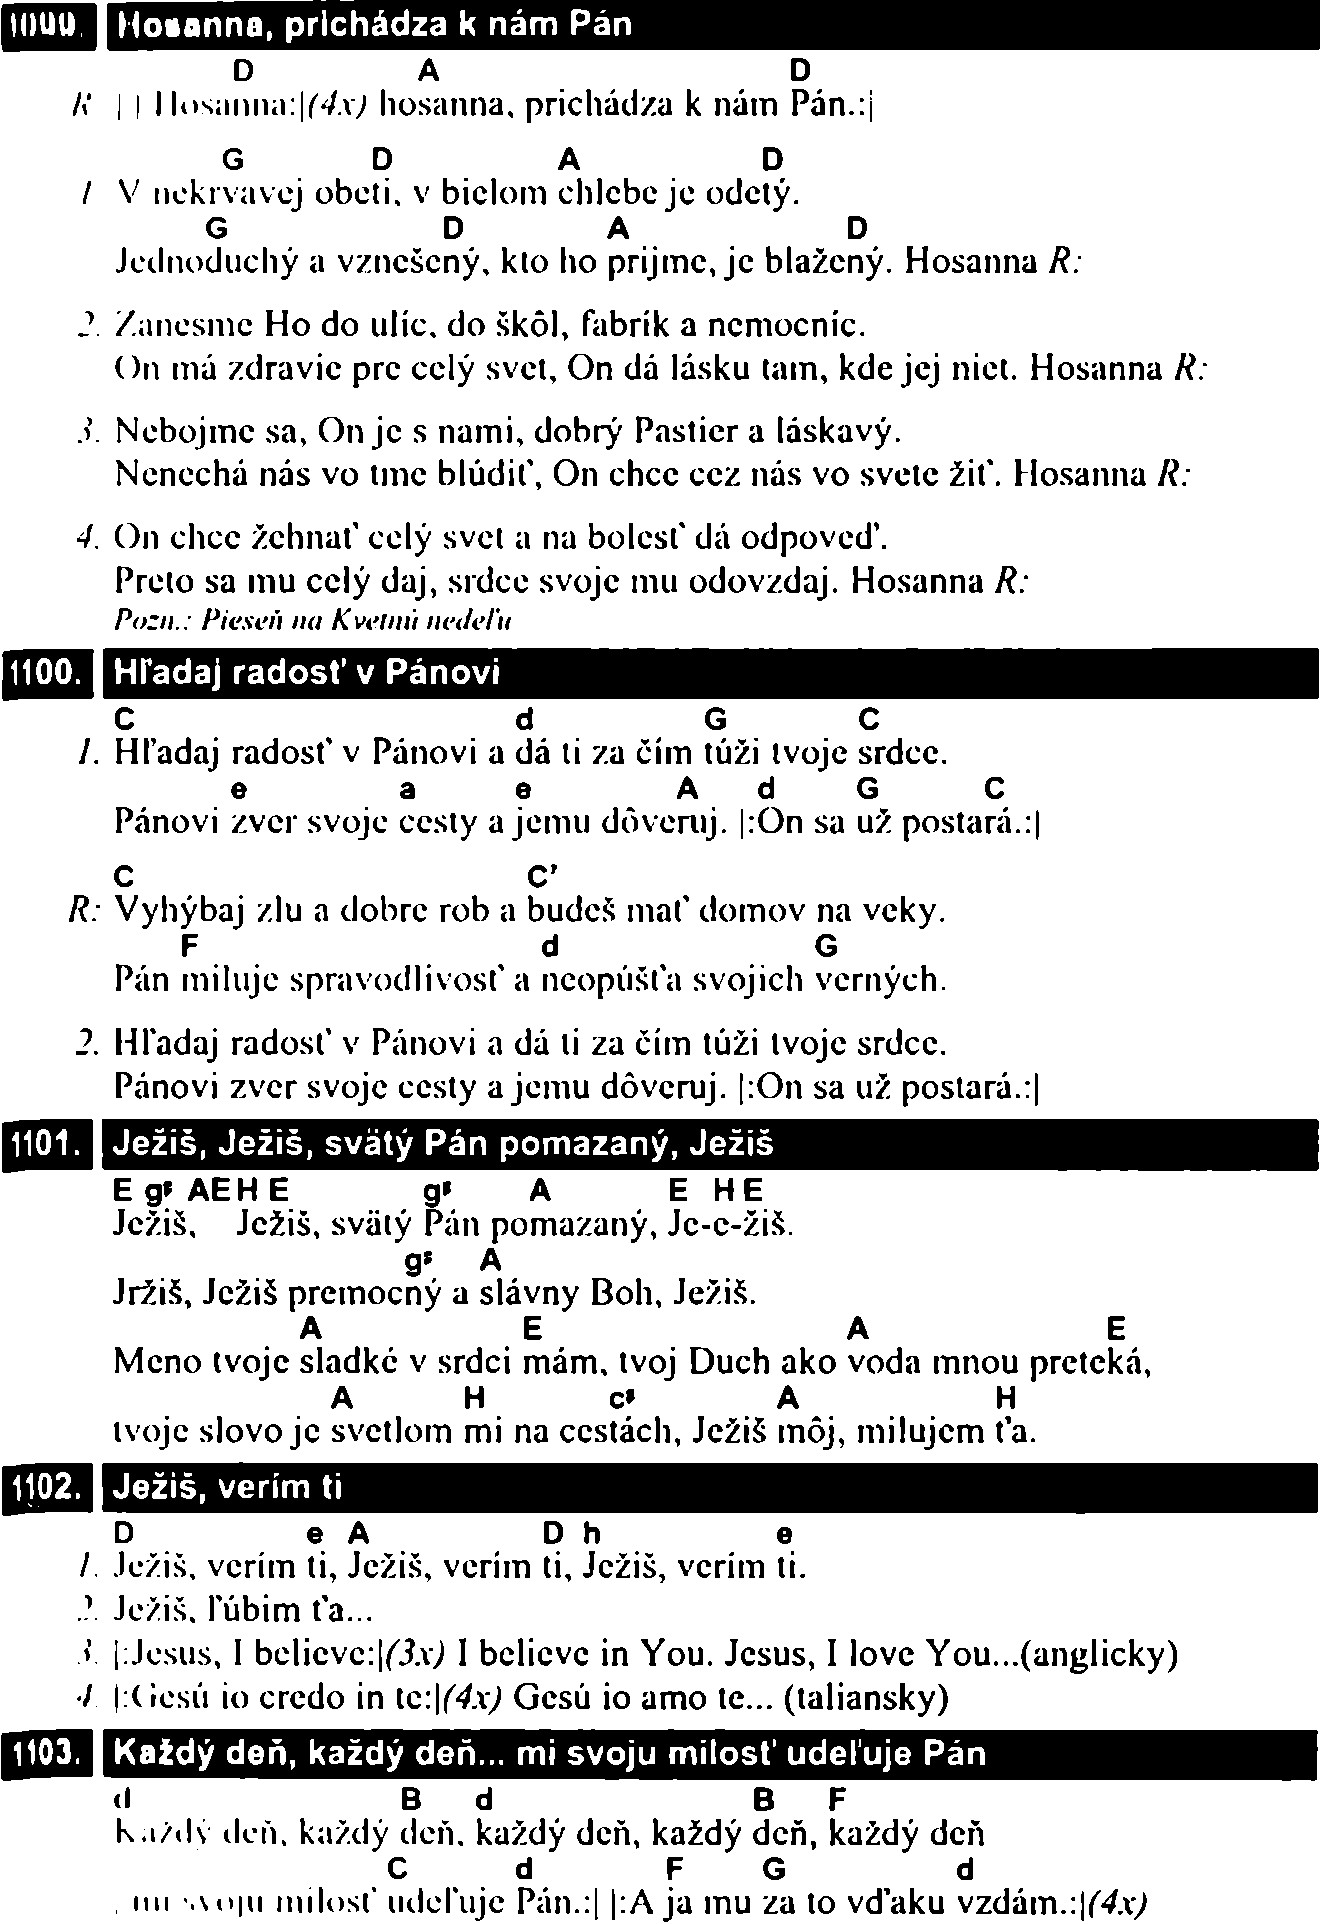 Hosanna, prichádza k nám Pán
D A D
R |:|:Hosanna:|(4x) hosanna, prichádza k nám Pán.:|
G D A D
1 V nekrvavej obeti, v bielom chlebe je odetý.
G D A D
Jednoduchý a vznešený, kto ho prijme, je blažený. Hosanna R:
2. Zanesme Ho do ulíc, do škôl, fabrík a nemocníc.
On má zdravie pre celý svet, On dá lásku tam, kde jej niet. Hosanna R:
3. Nebojme sa, On je s nami, dobrý Pastier a láskavý.
Nenechá nás vo tme blúdiť, On chce cez nás vo svete žiť. Hosanna R:
4. On chce žehnať celý svet a na bolesť dá odpoveď.
Preto sa mu celý daj, srdce svoje mu odovzdaj. Hosanna R:
Pozn.: Pieseň na Kvetnú nedeľu
1100. Hľadaj radosť v Pánovi
C d G C
1. Hľadaj radosť v Pánovi a dá ti za čím túži tvoje srdce.
e a e A d G C
Pánovi zver svoje cesty a jemu dôveruj. |:On sa už postará.:|
C C'
R: Vyhýbaj zlu a dobre rob a budeš mať domov na veky.
F d G
Pán miluje spravodlivosť a neopúšťa svojich verných.
2. Hľadaj radosť v Pánovi a dá ti za čím túži tvoje srdce.
Pánovi zver svoje cesty a jemu dôveruj. |:On sa už postará.:|
1101. Ježiš, Ježiš, svätý Pán pomazaný, Ježiš
E g# A E H E g# A E H E
Ježiš, Ježiš, svätý Pán pomazaný, Je-e-žiš.
g# A
Jržiš, Ježiš premocný a slávny Boh, Ježiš.
A E A E
Meno tvoje sladké v srdci mám, tvoj Duch ako voda mnou preteká,
A H c# A H
tvoje slovo je svetlom mi na cestách, Ježiš môj, milujem ťa.
1102. Ježiš, verím ti
D e A D h e
1. Ježiš, verím ti, Ježiš, verím ti, Ježiš, verím ti.
2. Ježiš, ľúbim ťa...
3. |:Jesus, I believe:|(3x) I believe in You. Jesus, I love You...(anglicky)
4 |:Gesú io credo in te:|(4x) Gesú io amo te... (taliansky)
1103. Každý deň, každý deň... mi svoju milosť udeľuje Pán
d B d B F
Každý deň, každý deň, každý deň, každý deň, každý deň
C d F G d
mi svoju milosť udeľuje Pán.:| |:A ja mu za to vďaku vzdám.:|(4x)